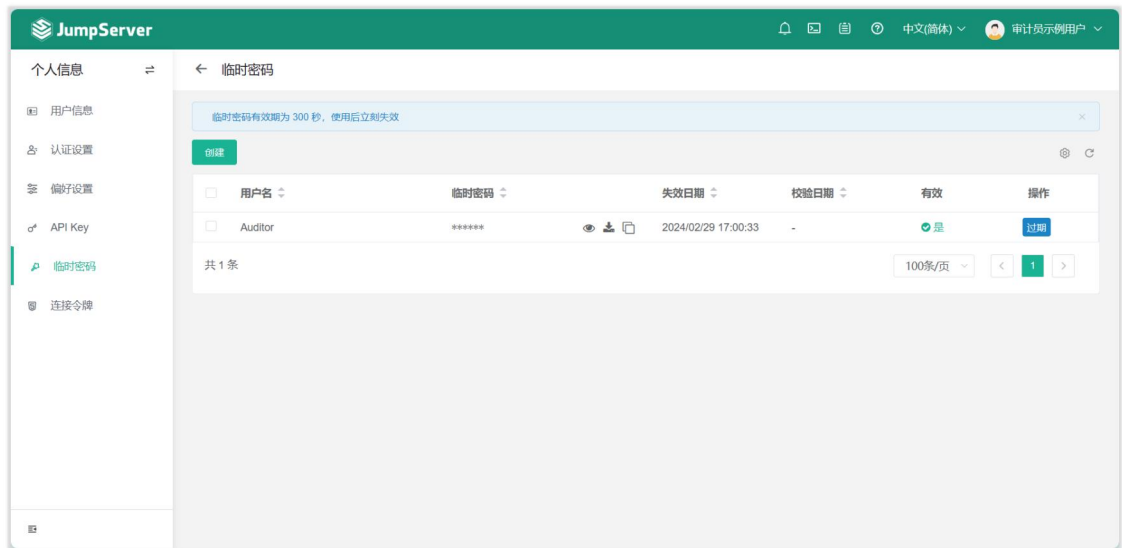 JumpServer 中文(简体) 审计员示例用户
个人信息
临时密码
用户信息
认证设置
偏好设置
API Key
临时密码
连接令牌
临时密码有效期为 300 秒，使用后立刻失效
创建
用户名 临时密码 失效日期 校验日期 有效 操作
Auditor ****** 2024/02/29 17:00:33 - 是 过期
共 1 条 100条/页 1